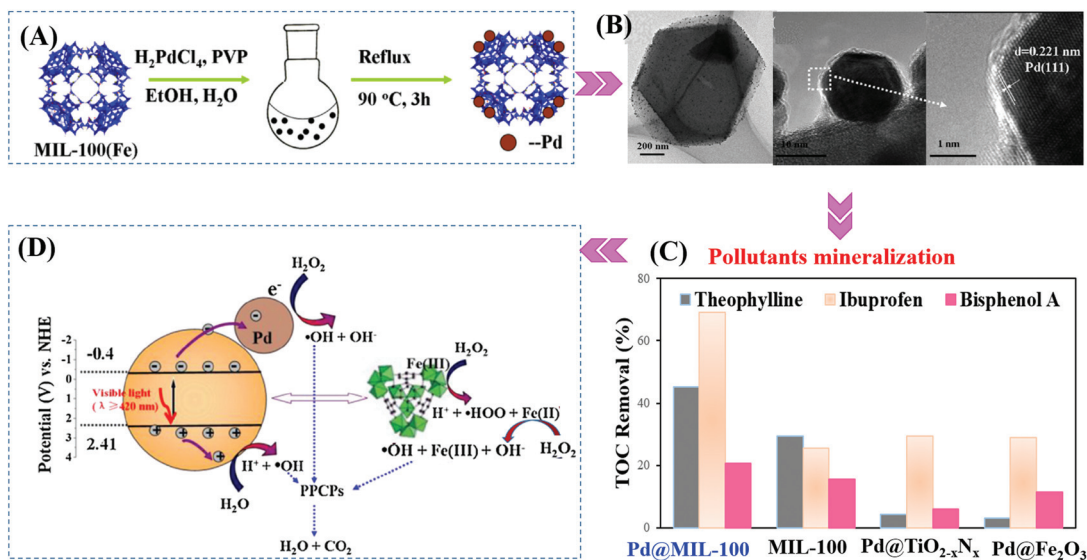 (A)
H₂PdCl₄, PVP
EtOH, H₂O
MIL-100(Fe)
Reflux
90 °C, 3h
--Pd
(B)
200 nm
10 nm
d=0.221 nm
Pd(111)
1 nm
(C)
Pollutants mineralization
Theophylline
Ibuprofen
Bisphenol A
TOC Removal (%)
80
60
40
20
0
Pd@MIL-100
MIL-100
Pd@TiO₂₋ₓNₓ
Pd@Fe₂O₃
(D)
Potential (V) vs. NHE
-2
-1
0
1
2
3
4
-0.4
2.41
Visible light
(λ ≥420 nm)
e⁻
Pd
H₂O₂
•OH + OH⁻
Fe(III)
H₂O₂
H⁺ + •HOO + Fe(II)
•OH + Fe(III) + OH⁻
H₂O₂
H⁺ + •OH
H₂O
PPCPs
H₂O + CO₂